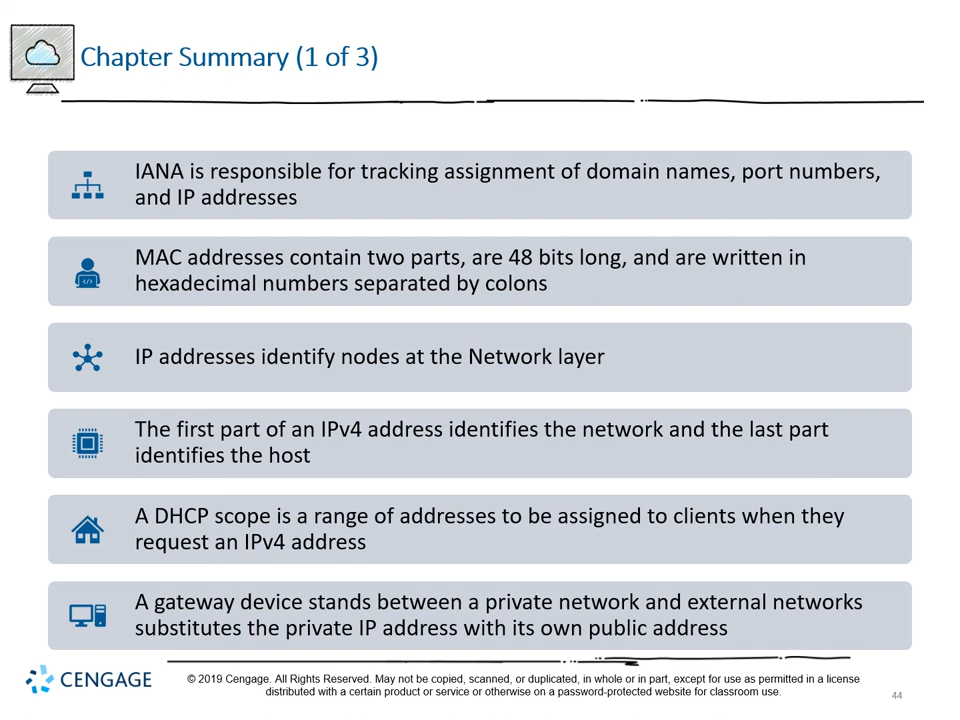 Chapter Summary (1 of 3)
IANA is responsible for tracking assignment of domain names, port numbers,
and IP addresses
MAC addresses contain two parts, are 48 bits long, and are written in
hexadecimal numbers separated by colons
IP addresses identify nodes at the Network layer
The first part of an IPv4 address identifies the network and the last part
identifies the host
A DHCP scope is a range of addresses to be assigned to clients when they
request an IPv4 address
A gateway device stands between a private network and external networks
substitutes the private IP address with its own public address
CENGAGE
© 2019 Cengage. All Rights Reserved. May not be copied, scanned, or duplicated, in whole or in part, except for use as permitted in a license
distributed with a certain product or service or otherwise on a password-protected website for classroom use.
44